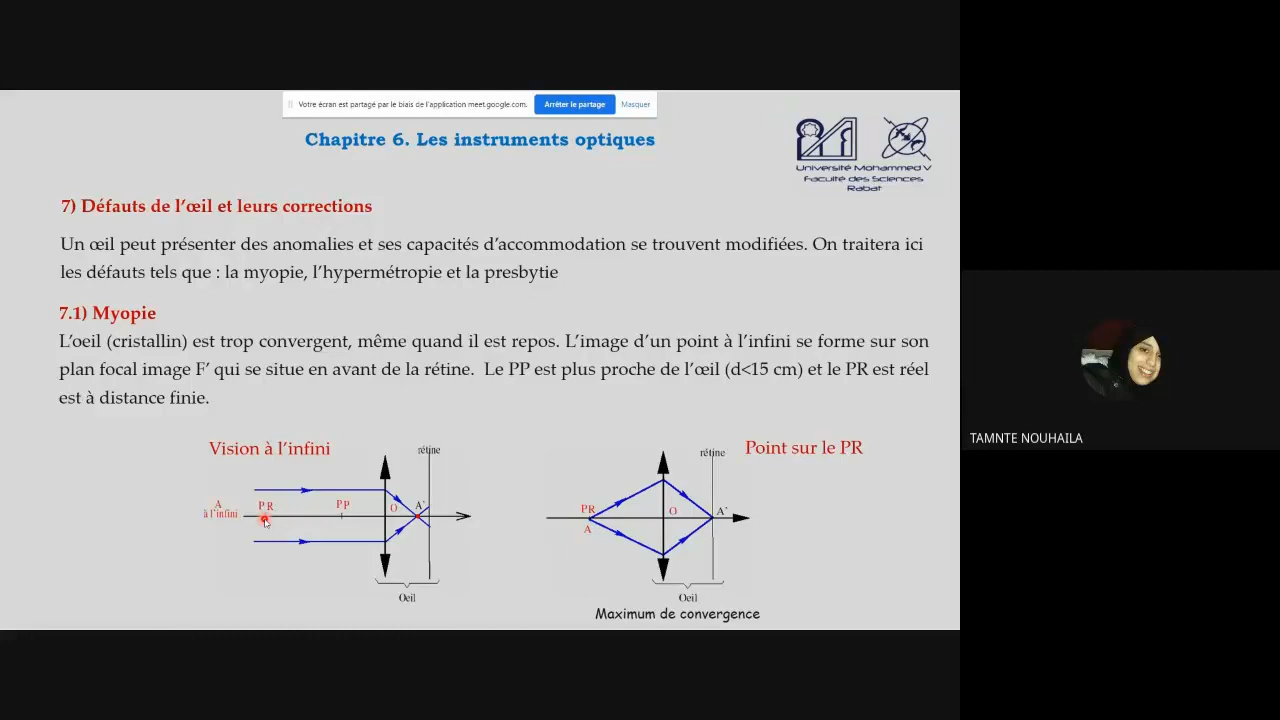 Votre écran est partagé par le biais de l'application meet.google.com.
Arrêter le partage
Masquer
Chapitre 6. Les instruments optiques
Université Mohammed V
Faculté des Sciences
Rabat
7) Défauts de l'œil et leurs corrections
Un œil peut présenter des anomalies et ses capacités d'accommodation se trouvent modifiées. On traitera ici
les défauts tels que : la myopie, l'hypermétropie et la presbytie
7.1) Myopie
L'oeil (cristallin) est trop convergent, même quand il est repos. L'image d'un point à l'infini se forme sur son
plan focal image F' qui se situe en avant de la rétine. Le PP est plus proche de l'œil (d<15 cm) et le PR est réel
est à distance finie.
Vision à l'infini
rétine
A
à l'infini
PR
PP
O
A'
Oeil
Point sur le PR
rétine
PR
A
O
A'
Oeil
Maximum de convergence
TAMNTE NOUHAILA